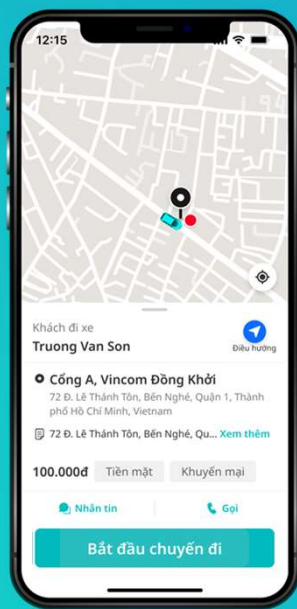 12:15
Khách đi xe
Truong Van Son
Điều hướng
Cổng A, Vincom Đồng Khởi
72 Đ. Lê Thánh Tôn, Bến Nghé, Quận 1, Thành
phố Hồ Chí Minh, Vietnam
72 Đ. Lê Thánh Tôn, Bến Nghé, Qu... Xem thêm
100.000đ Tiền mặt Khuyến mại
Nhắn tin Gọi
Bắt đầu chuyến đi